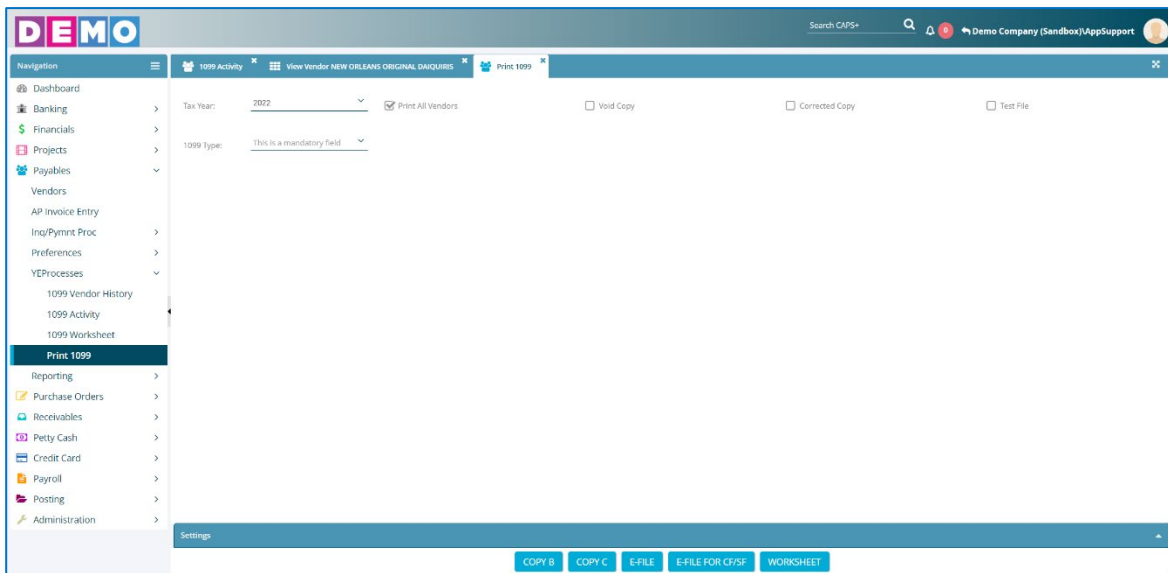 DEMO
Search CAPS+
0
Demo Company (Sandbox)\AppSupport
Navigation
1099 Activity
View Vendor NEW ORLEANS ORIGINAL DAIQUIRIS
Print 1099
Dashboard
Banking
Financials
Projects
Payables
Vendors
AP Invoice Entry
Inq/Pymnt Proc
Preferences
YEProcesses
1099 Vendor History
1099 Activity
1099 Worksheet
Print 1099
Reporting
Purchase Orders
Receivables
Petty Cash
Credit Card
Payroll
Posting
Administration
Tax Year: 2022 Print All Vendors Void Copy Corrected Copy Test File
1099 Type: This is a mandatory field
Settings
COPY B COPY C E-FILE E-FILE FOR CF/SF WORKSHEET